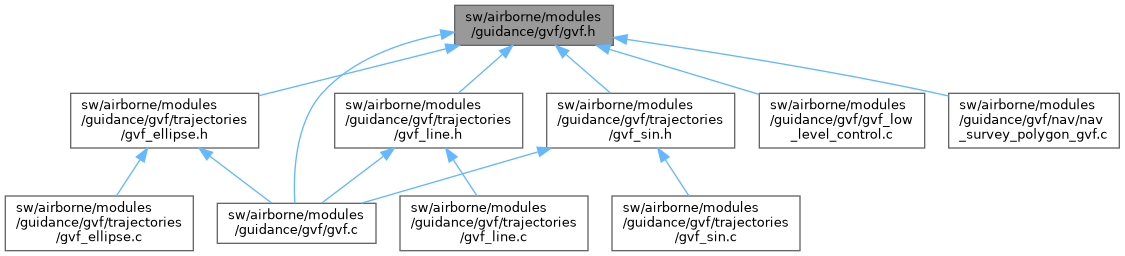 sw/airborne/modules
/guidance/gvf/gvf.h
sw/airborne/modules
/guidance/gvf/trajectories
/gvf_ellipse.h
sw/airborne/modules
/guidance/gvf/trajectories
/gvf_line.h
sw/airborne/modules
/guidance/gvf/trajectories
/gvf_sin.h
sw/airborne/modules
/guidance/gvf/gvf_low
_level_control.c
sw/airborne/modules
/guidance/gvf/nav/nav
_survey_polygon_gvf.c
sw/airborne/modules
/guidance/gvf/trajectories
/gvf_ellipse.c
sw/airborne/modules
/guidance/gvf/gvf.c
sw/airborne/modules
/guidance/gvf/trajectories
/gvf_line.c
sw/airborne/modules
/guidance/gvf/trajectories
/gvf_sin.c